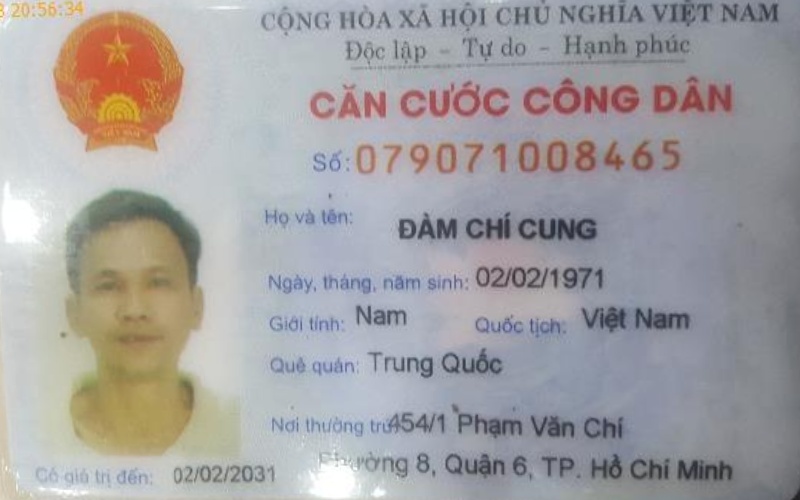 20:56:34
CỘNG HÒA XÃ HỘI CHỦ NGHĨA VIỆT NAM
Độc lập - Tự do - Hạnh phúc
CĂN CƯỚC CÔNG DÂN
Số: 079071008465
Họ và tên: ĐÀM CHÍ CUNG
Ngày, tháng, năm sinh: 02/02/1971
Giới tính: Nam Quốc tịch: Việt Nam
Quê quán: Trung Quốc
Nơi thường trú: 454/1 Phạm Văn Chí
Phường 8, Quận 6, TP. Hồ Chí Minh
Có giá trị đến: 02/02/2031